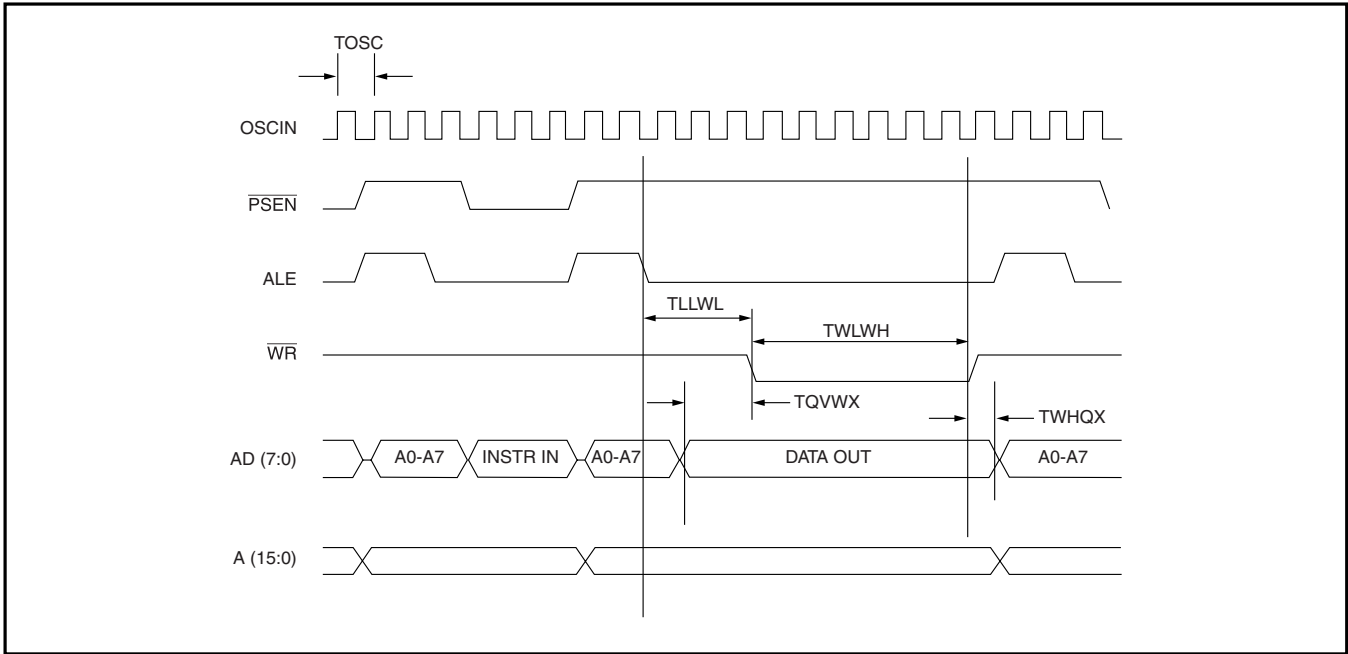 TOSC
OSCIN
PSEN
ALE
TLLWL
TWLWH
WR
TQVWX
TWHQX
AD (7:0)
A0-A7
INSTR IN
A0-A7
DATA OUT
A0-A7
A (15:0)